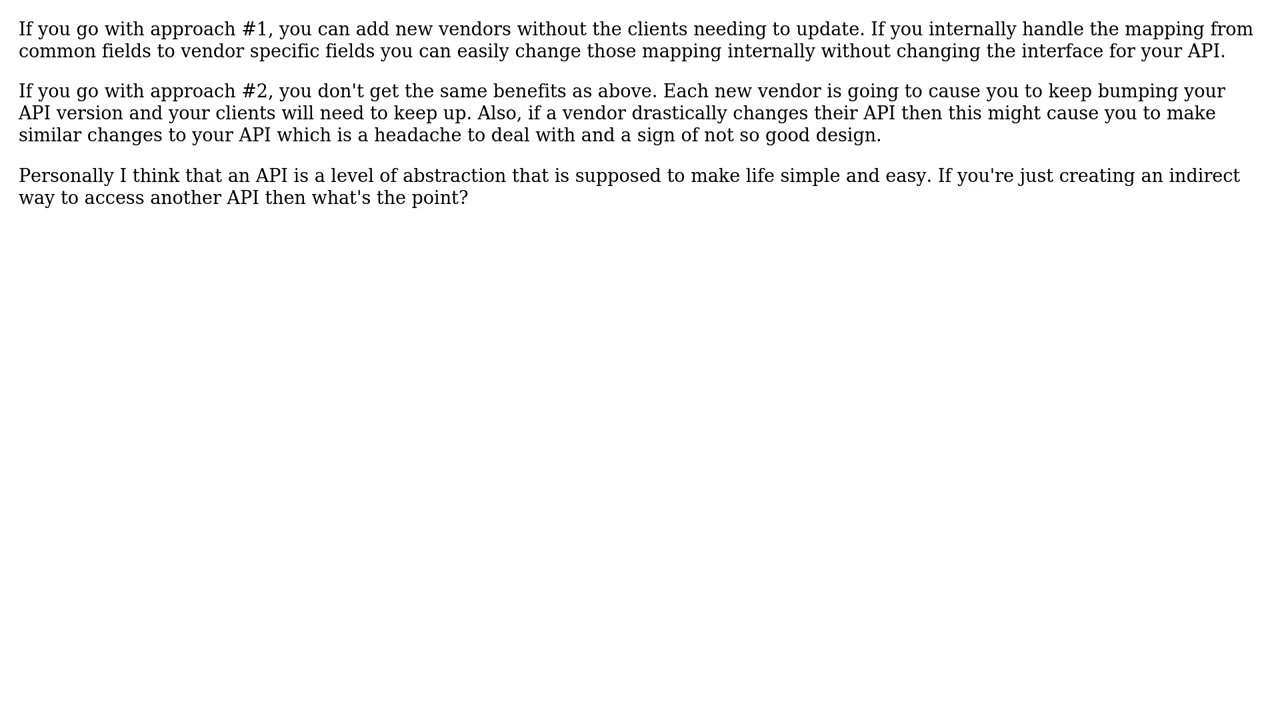 If you go with approach #1, you can add new vendors without the clients needing to update. If you internally handle the mapping from
common fields to vendor specific fields you can easily change those mapping internally without changing the interface for your API.
If you go with approach #2, you don't get the same benefits as above. Each new vendor is going to cause you to keep bumping your
API version and your clients will need to keep up. Also, if a vendor drastically changes their API then this might cause you to make
similar changes to your API which is a headache to deal with and a sign of not so good design.
Personally I think that an API is a level of abstraction that is supposed to make life simple and easy. If you're just creating an indirect
way to access another API then what's the point?